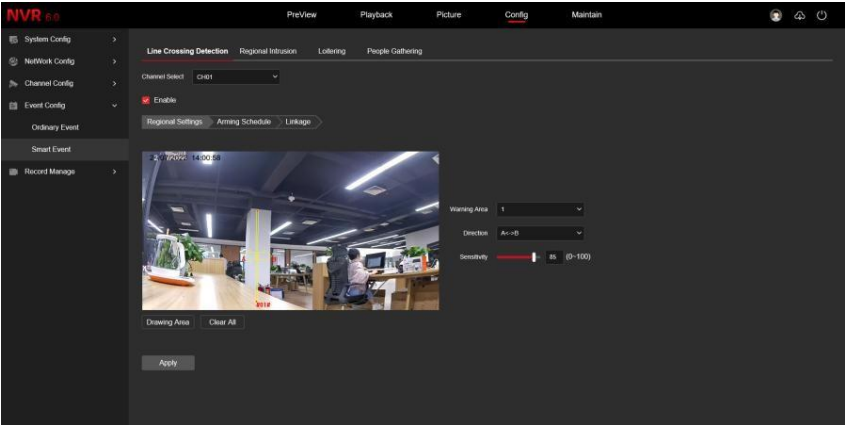 NVR 6.0
PreView Playback Picture Config Maintain
System Config
NetWork Config
Channel Config
Event Config
Ordinary Event
Smart Event
Record Manage
Line Crossing Detection Regional Intrusion Loitering People Gathering
Channel Select CH01
Enable
Regional Settings Arming Schedule Linkage
14:00:58
Warning Area 1
Direction A<->B
Sensitivity 85 (0~100)
Drawing Area Clear All
Apply